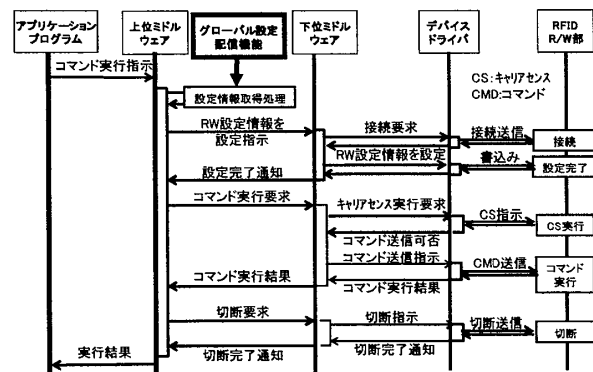 アプリケーション
プログラム
上位ミドル
ウェア
グローバル設定
配信機能
下位ミドル
ウェア
デバイス
ドライバ
RFID
R/W部
コマンド実行指示
CS:キャリアセンス
CMD:コマンド
設定情報取得処理
RW設定情報を
設定指示
接続要求
接続送信
接続
RW設定情報を設定
書込み
設定完了
設定完了通知
コマンド実行要求
キャリアセンス実行要求
CS指示
CS実行
コマンド送信可否
コマンド送信指示
CMD送信
コマンド
実行
コマンド実行結果
コマンド実行結果
切断要求
切断指示
切断送信
切断
切断完了通知
切断完了通知
実行結果